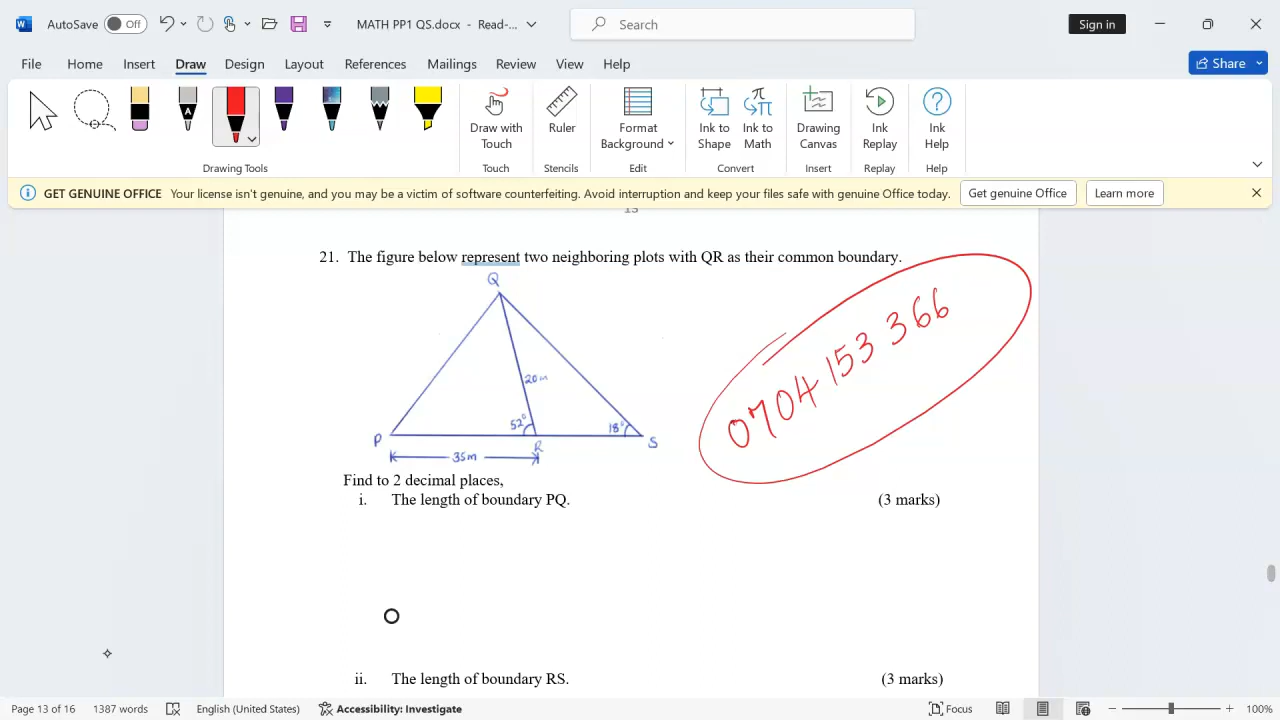 AutoSave Off MATH PP1 QS.docx - Read-... Search Sign in
File Home Insert Draw Design Layout References Mailings Review View Help Share
Draw with Touch Ruler Format Background Ink to Shape Ink to Math Drawing Canvas Ink Replay Ink Help
Drawing Tools Touch Stencils Edit Convert Insert Replay Help
GET GENUINE OFFICE Your license isn't genuine, and you may be a victim of software counterfeiting. Avoid interruption and keep your files safe with genuine Office today. Get genuine Office Learn more
21. The figure below represent two neighboring plots with QR as their common boundary.
Q
20m
52°
18°
P
R
S
35m
0704 153 366
Find to 2 decimal places,
i. The length of boundary PQ. (3 marks)
ii. The length of boundary RS. (3 marks)
Page 13 of 16 1387 words English (United States) Accessibility: Investigate Focus 100%